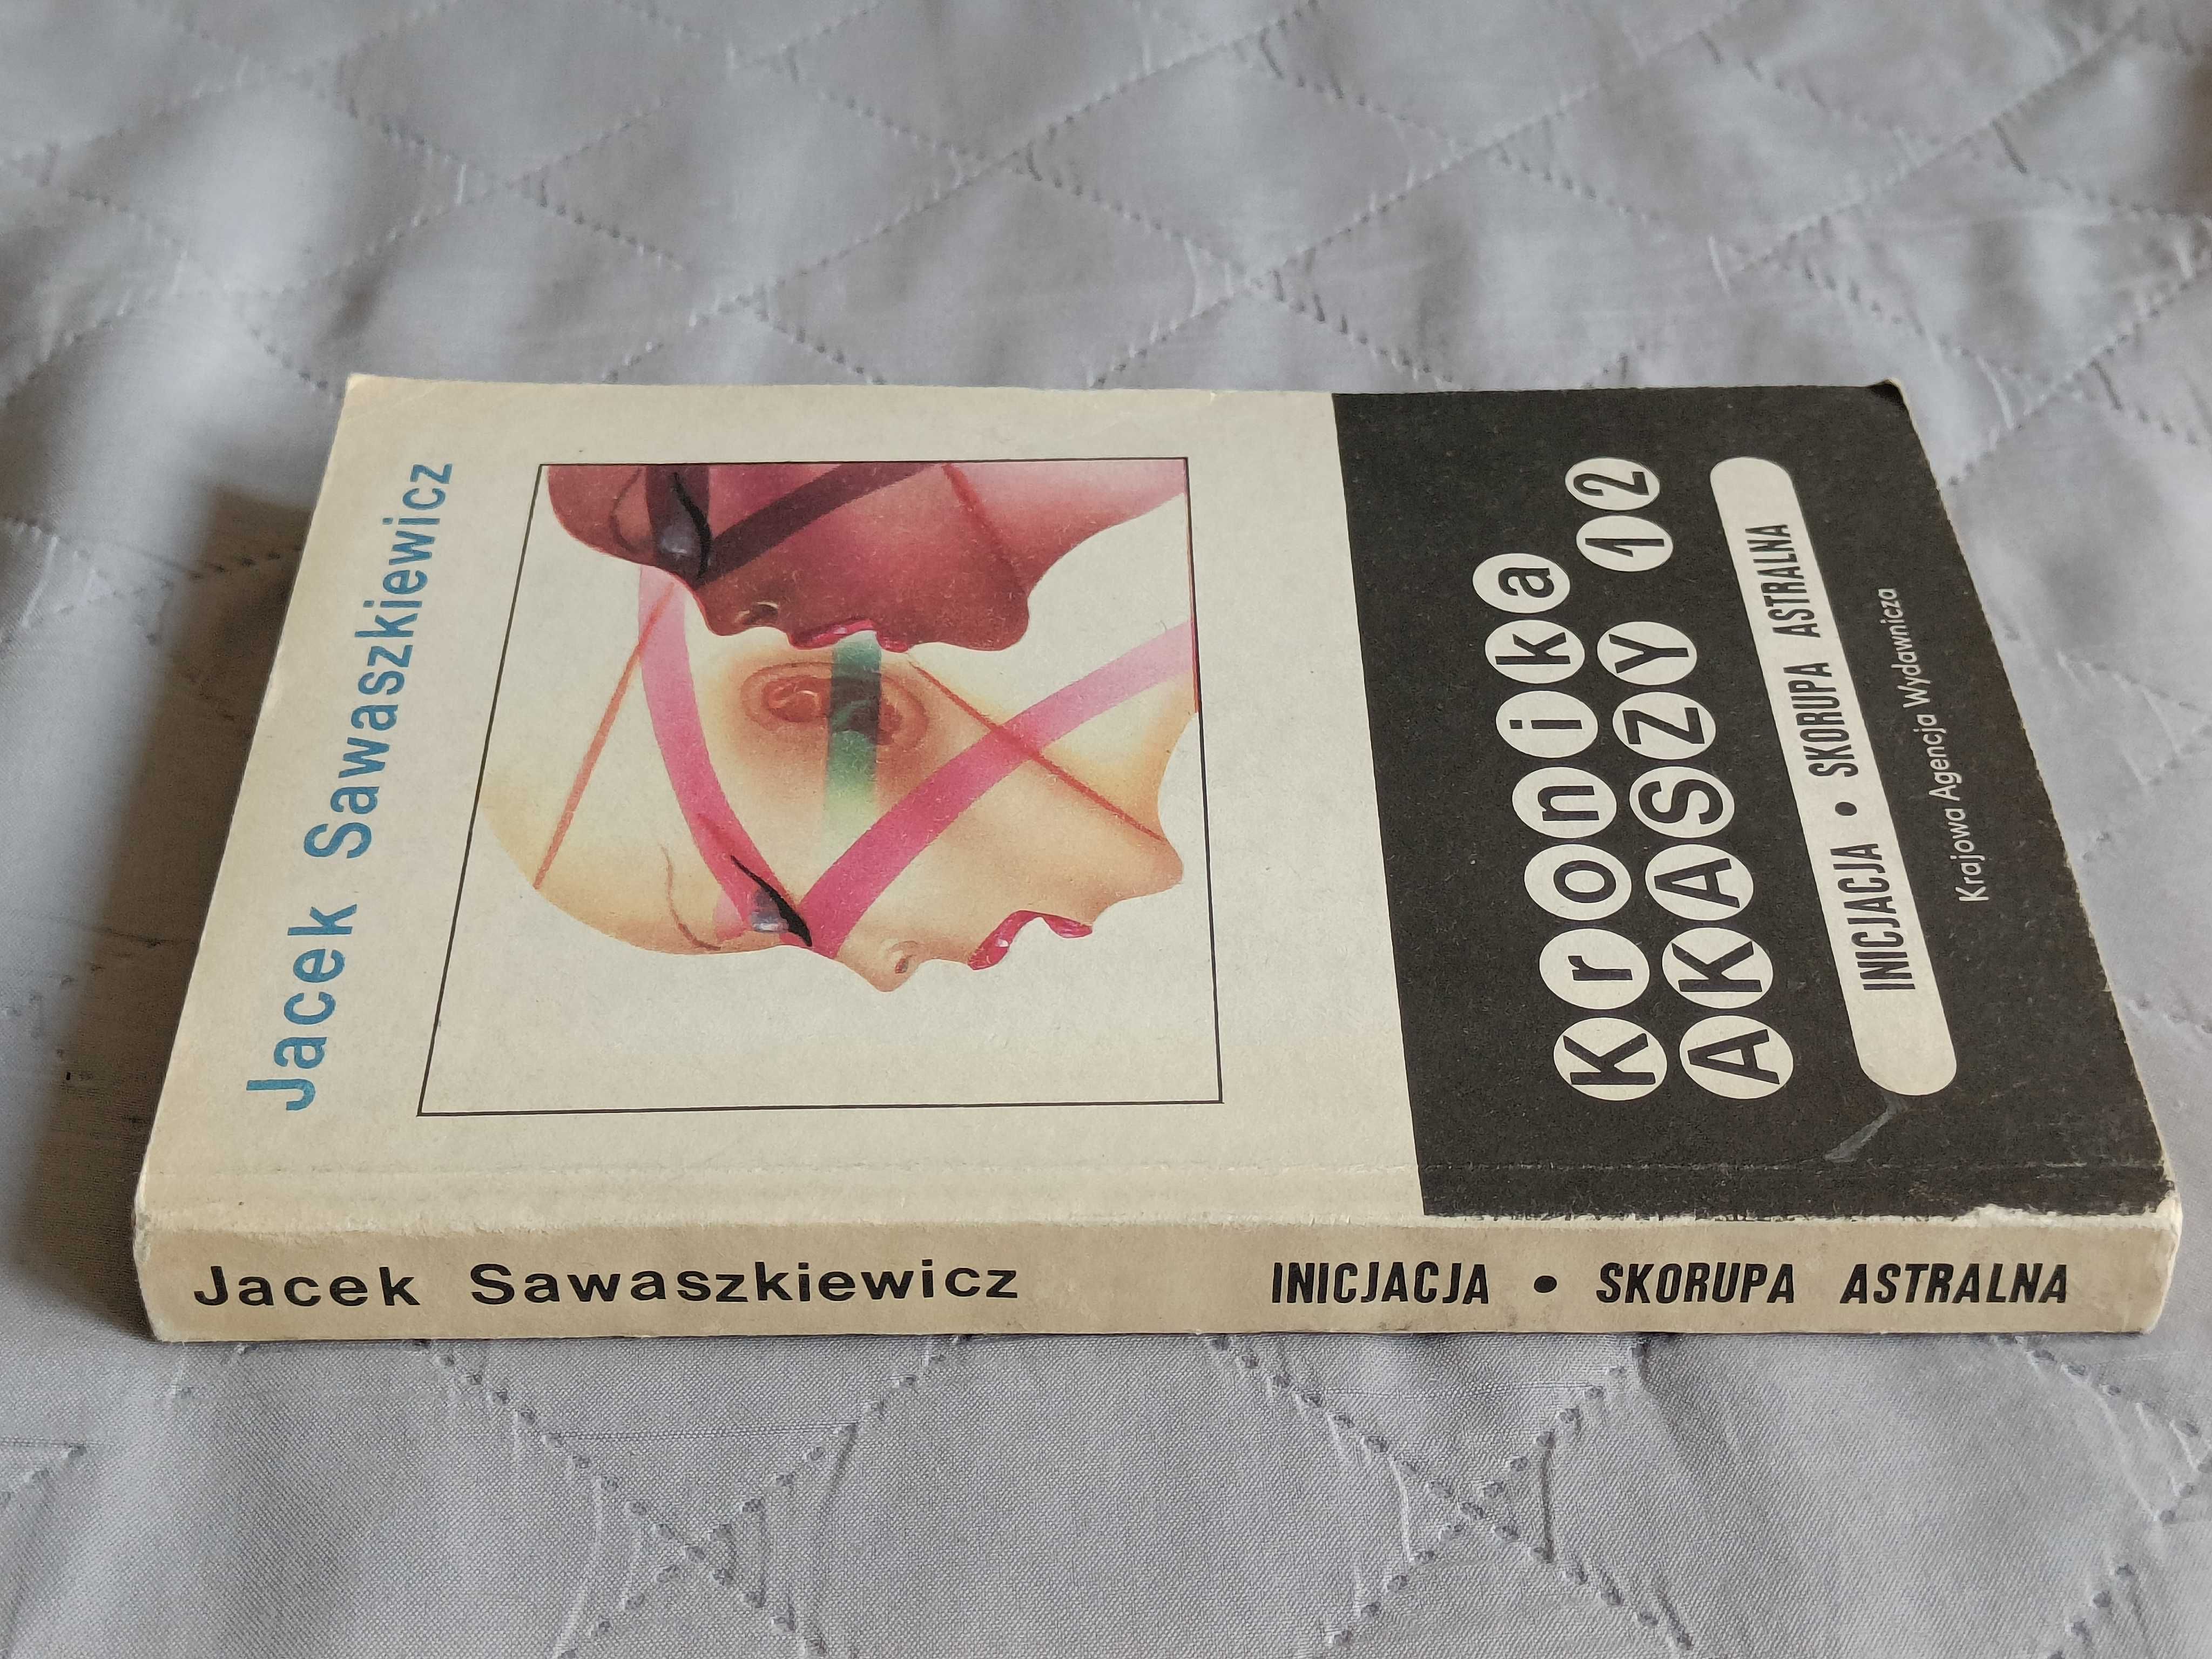 Jacek Sawaszkiewicz
Kronika
AKASZY 12
INICJACJA • SKORUPA ASTRALNA
Krajowa Agencja Wydawnicza
Jacek Sawaszkiewicz INICJACJA • SKORUPA ASTRALNA